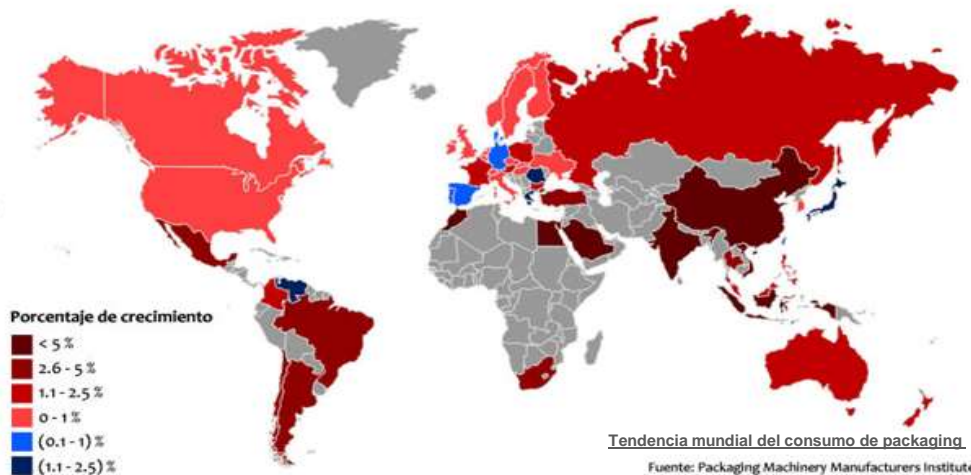 Porcentaje de crecimiento
< 5 %
2.6 - 5 %
1.1 - 2.5 %
0 - 1 %
(0.1 - 1) %
(1.1 - 2.5) %
Tendencia mundial del consumo de packaging
Fuente: Packaging Machinery Manufacturers Institute